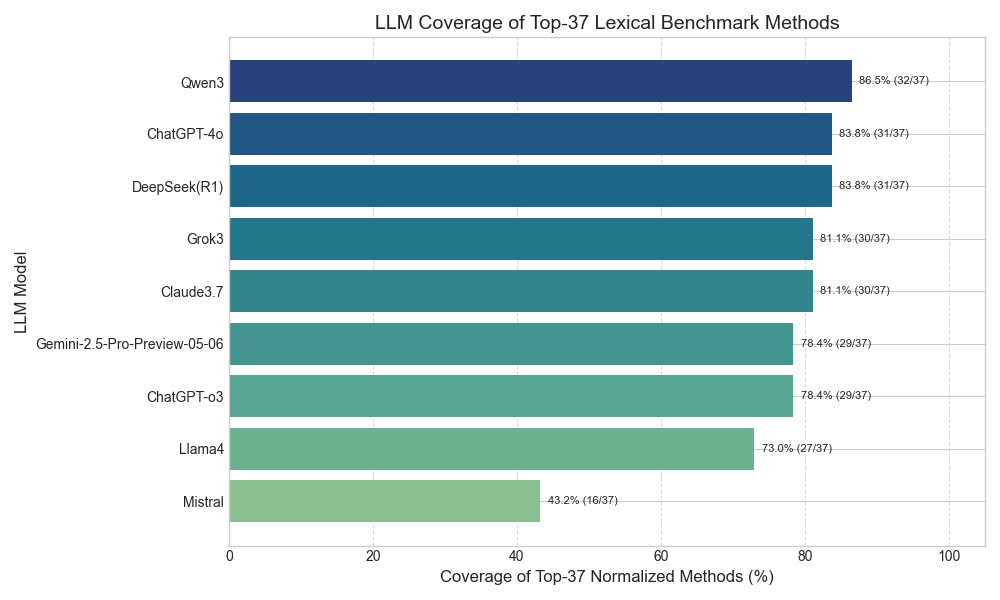 LLM Coverage of Top-37 Lexical Benchmark Methods
LLM Model
Qwen3
86.5% (32/37)
ChatGPT-4o
83.8% (31/37)
DeepSeek(R1)
83.8% (31/37)
Grok3
81.1% (30/37)
Claude3.7
81.1% (30/37)
Gemini-2.5-Pro-Preview-05-06
78.4% (29/37)
ChatGPT-o3
78.4% (29/37)
Llama4
73.0% (27/37)
Mistral
43.2% (16/37)
0 20 40 60 80 100
Coverage of Top-37 Normalized Methods (%)